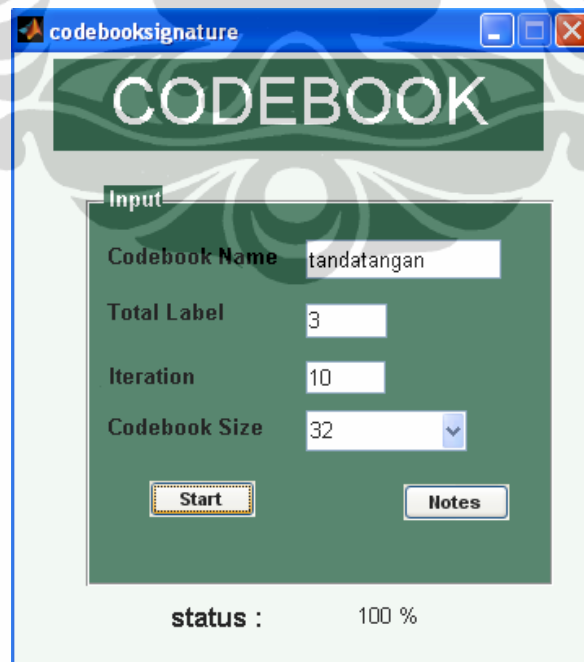 codebooksignature
CODEBOOK
Input
Codebook Name tandatangan
Total Label 3
Iteration 10
Codebook Size 32
Start Notes
status : 100 %